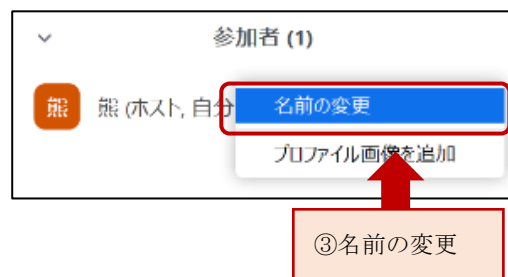 参加者 (1)
熊 熊 (ホスト, 自分
名前の変更
プロファイル画像を追加
③名前の変更